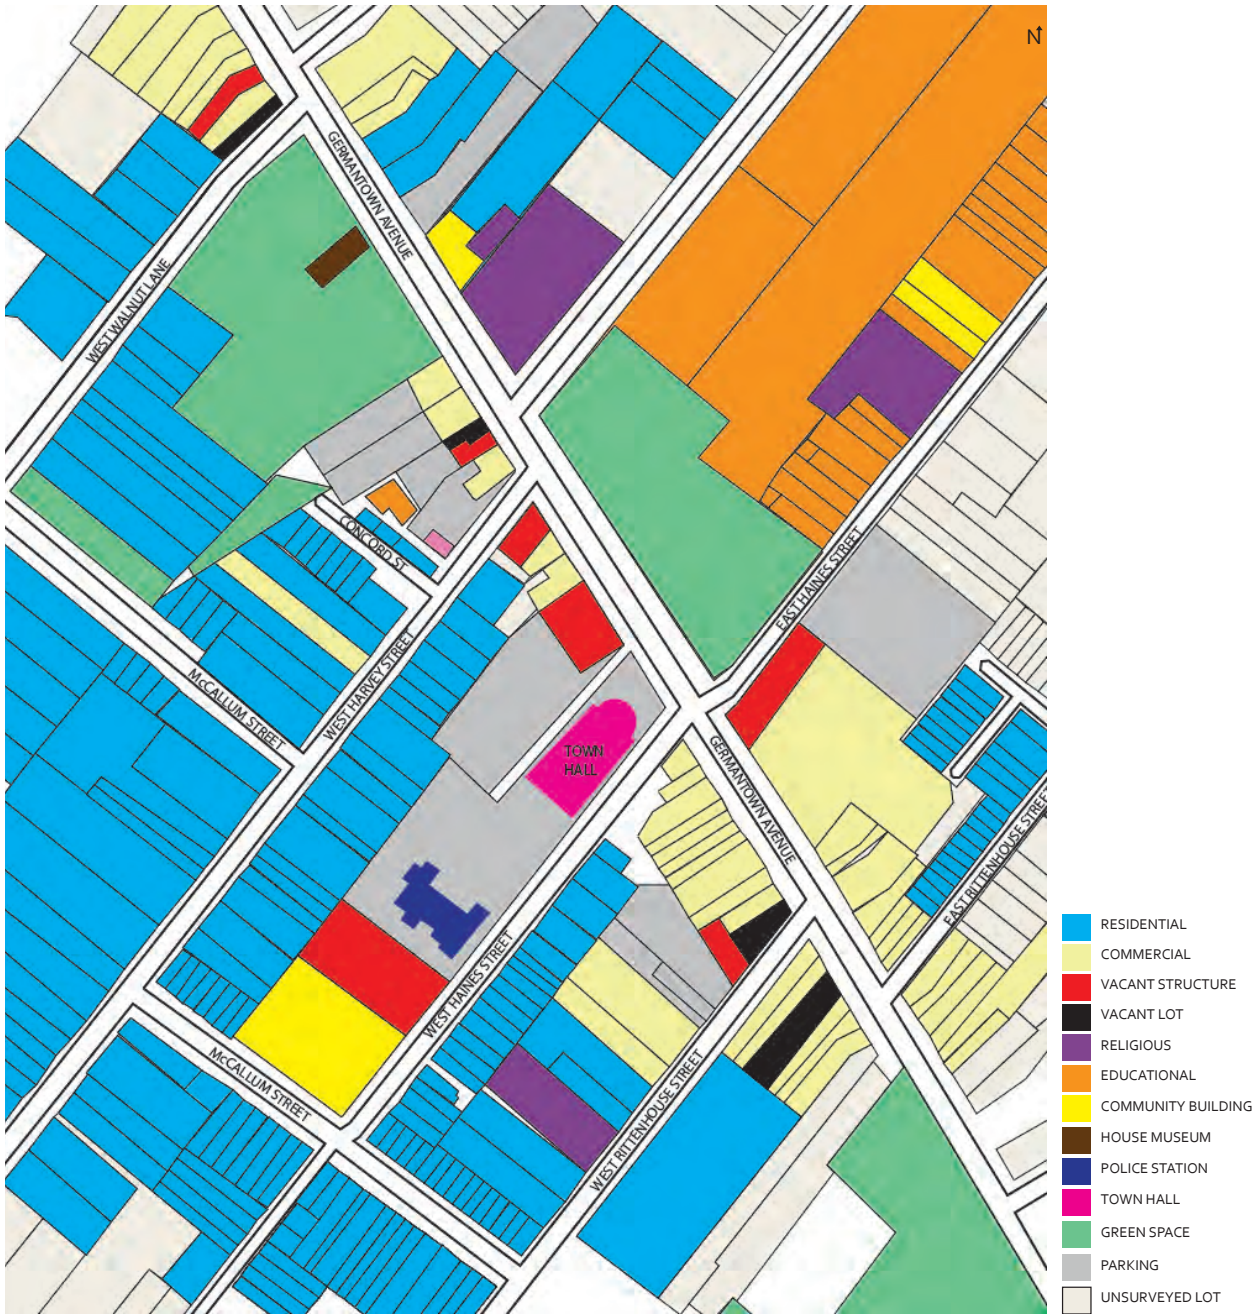 N
GERMANTOWN AVENUE
WEST WALNUT LANE
CONCORD ST
McCALLUM STREET
WEST HARVEY STREET
EAST HAINES STREET
TOWN
HALL
GERMANTOWN AVENUE
EAST RITTENHOUSE STREET
WEST HAINES STREET
McCALLUM STREET
WEST RITTENHOUSE STREET
RESIDENTIAL
COMMERCIAL
VACANT STRUCTURE
VACANT LOT
RELIGIOUS
EDUCATIONAL
COMMUNITY BUILDING
HOUSE MUSEUM
POLICE STATION
TOWN HALL
GREEN SPACE
PARKING
UNSURVEYED LOT